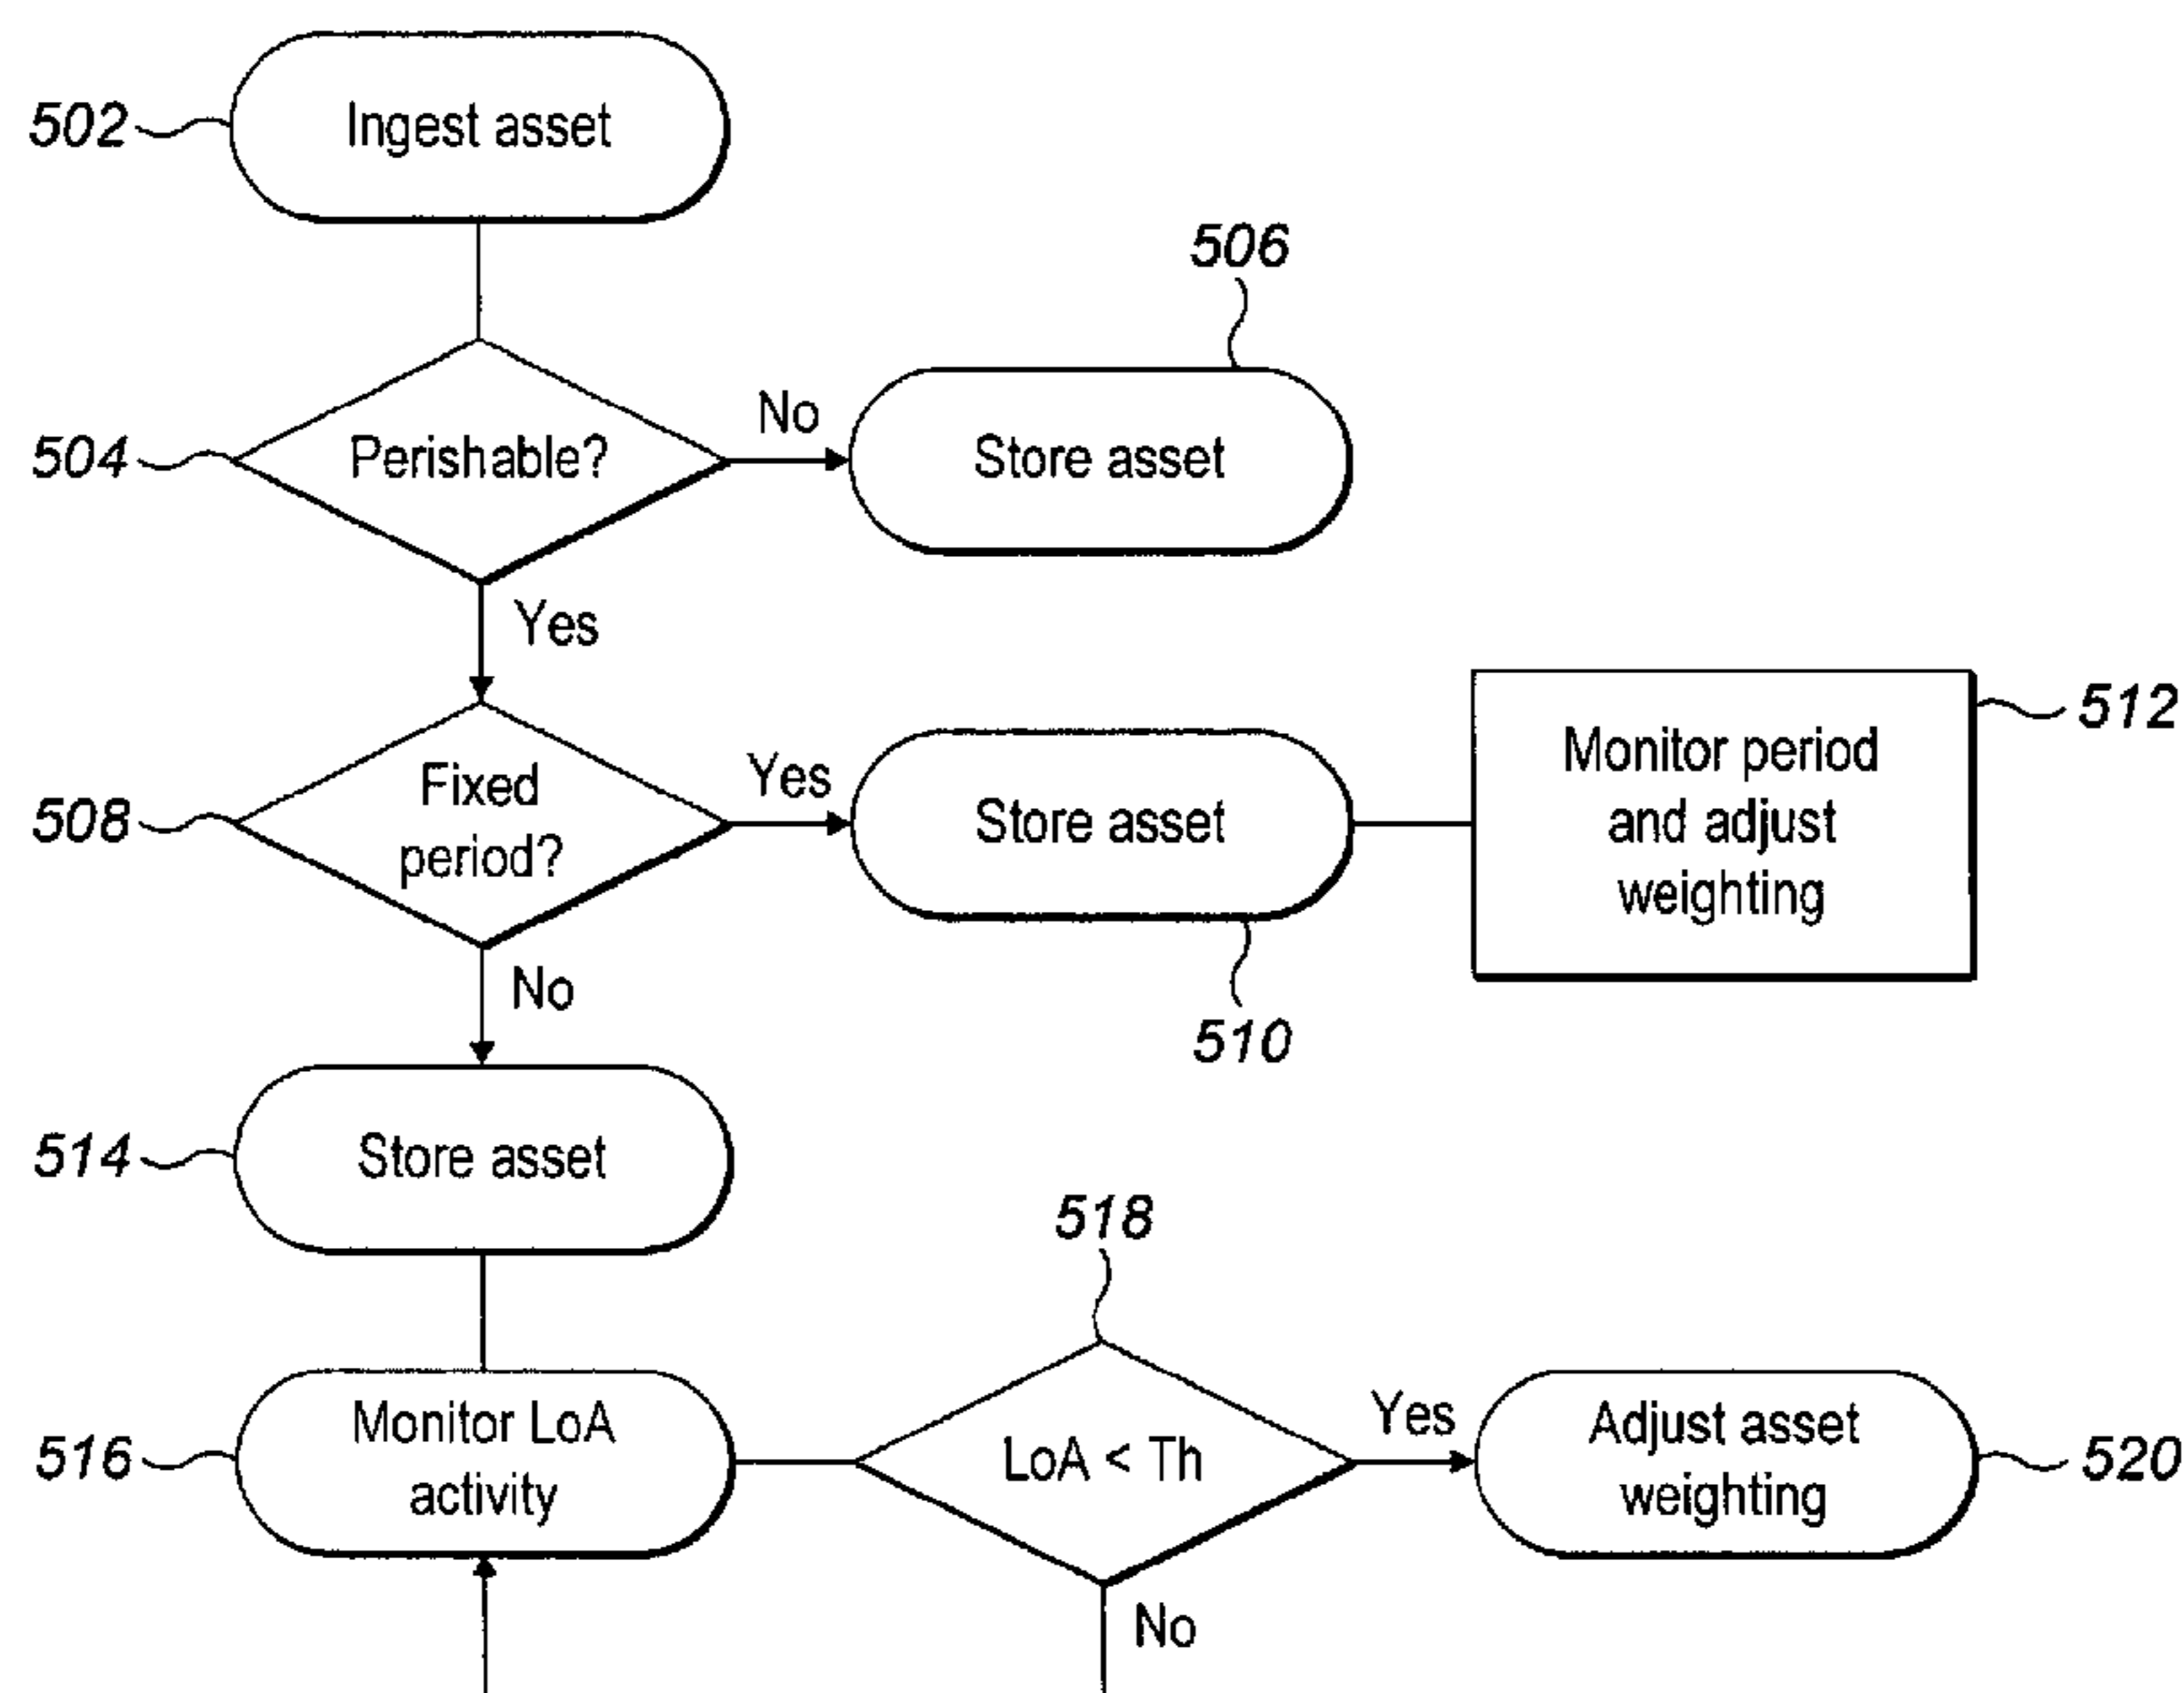 502
Ingest asset
506
504
Perishable?
No
Store asset
Yes
512
508
Fixed
period?
Yes
Store asset
Monitor period
and adjust
weighting
No
510
514
Store asset
518
516
Monitor LoA
activity
LoA < Th
Yes
Adjust asset
weighting
520
No